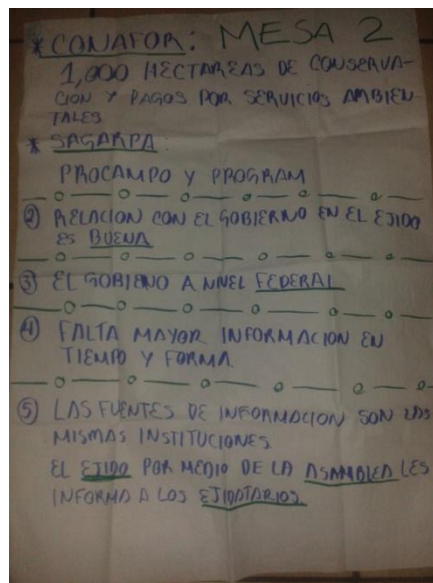 * CONAFOR: MESA 2
1,000 HECTAREAS DE CONSERVA-
CION Y PAGOS POR SERVICIOS AMBIEN-
TALES
* SAGARPA:
PROCAMPO Y PROGRAM
② RELACION CON EL GOBIERNO EN EL EJIDO
ES BUENA
③ EL GOBIENO A NIVEL FEDERAL
④ FALTA MAYOR INFORMACION EN
TIEMPO Y FORMA.
⑤ LAS FUENTES DE INFORMACION SON LAS
MISMAS INSTITUCIONES.
EL EJIDO POR MEDIO DE LA ASAMBLEA LES
INFORMA A LOS EJIDATARIOS